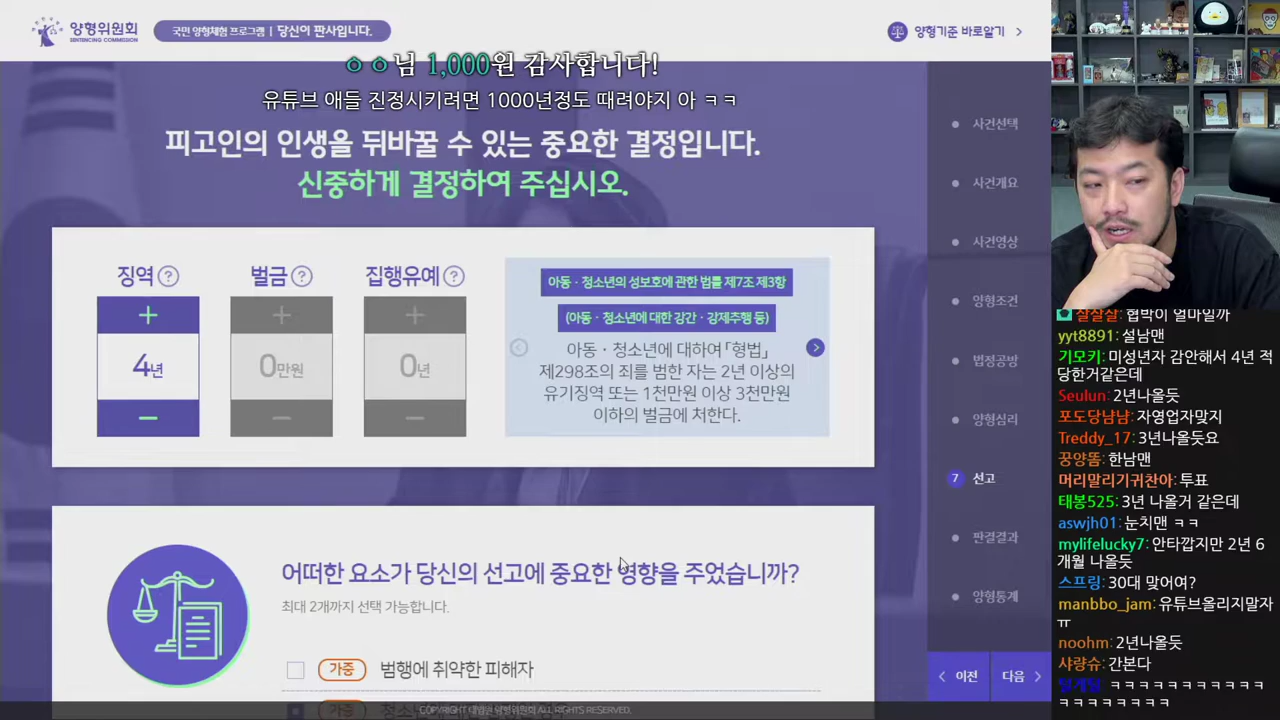 양형위원회
SENTENCING COMMISSION
국민 양형체험 프로그램 | 당신이 판사입니다.
양형기준 바로알기
ㅇㅇ님 1,000원 감사합니다!
유튜브 애들 진정시키려면 1000년정도 때려야지 아 ㅋㅋ
피고인의 인생을 뒤바꿀 수 있는 중요한 결정입니다.
신중하게 결정하여 주십시오.
징역 ?
벌금 ?
집행유예 ?
+
+
+
4년
0만원
0년
−
−
−
아동·청소년의 성보호에 관한 법률 제7조 제3항
(아동·청소년에 대한 강간·강제추행 등)
아동·청소년에 대하여 「형법」
제298조의 죄를 범한 자는 2년 이상의
유기징역 또는 1천만원 이상 3천만원
이하의 벌금에 처한다.
어떠한 요소가 당신의 선고에 중요한 영향을 주었습니까?
최대 2개까지 선택 가능합니다.
가중 범행에 취약한 피해자
가중
COPYRIGHT 대법원 양형위원회 ALL RIGHTS RESERVED.
사건선택
사건개요
사건영상
양형조건
법정공방
양형심리
7 선고
판결결과
양형통계
이전
다음
살살살: 협박이 얼마일까
yyt8891: 설남맨
기모키: 미성년자 감안해서 4년 적
당한거같은데
Seulun: 2년나올듯
포도당냠냠: 자영업자맞지
Treddy_17: 3년나올듯요
꿍양똠: 한남맨
머리말리기귀찮아: 투표
태봉525: 3년 나올거 같은데
aswjh01: 눈치맨 ㅋㅋ
mylifelucky7: 안타깝지만 2년 6
개월 나올듯
스프링: 30대 맞어여?
manbbo_jam: 유튜브올리지말자
ㅠ
noohm: 2년나올듯
샤량슈: 간본다
ㅋㅋㅋㅋㅋㅋㅋㅋㅋㅋㅋ
ㅋㅋㅋㅋㅋㅋㅋㅋ